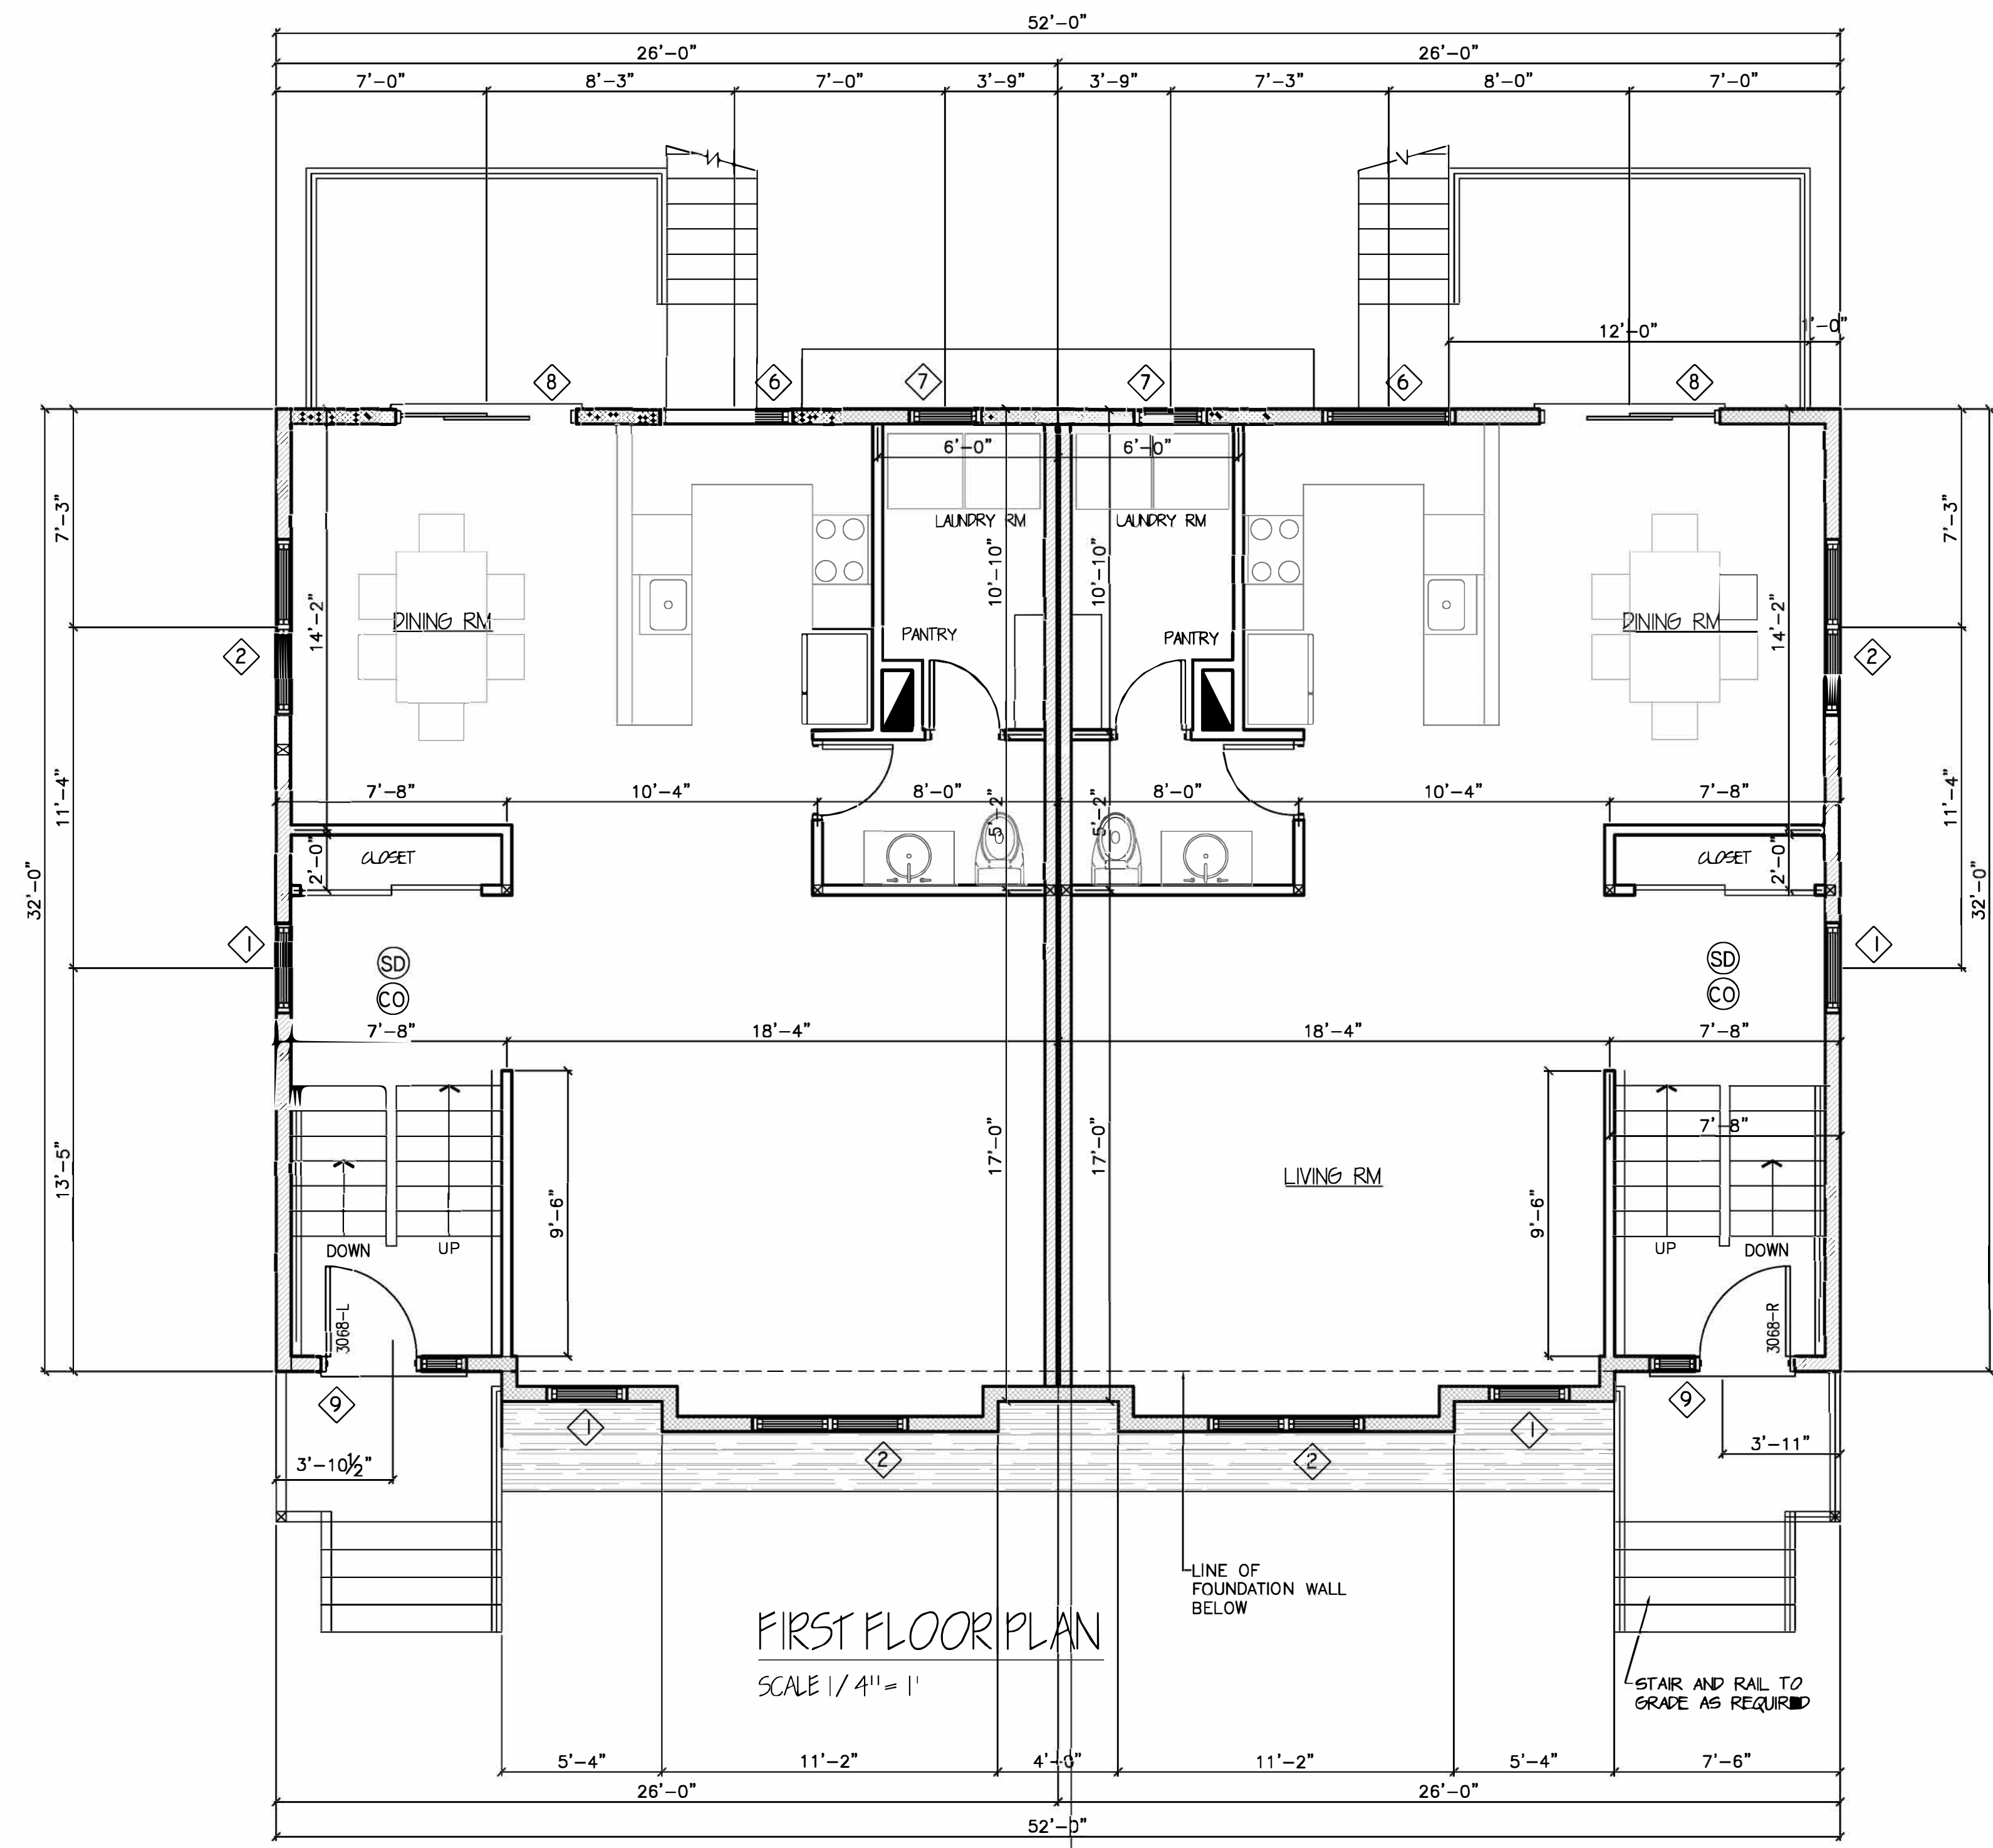 52'-0"
26'-0" 26'-0"
7'-0" 8'-3" 7'-0" 3'-9" 3'-9" 7'-3" 8'-0" 7'-0"
12'-0" 1'-0"
8 6 7 7 6 8
6'-0" 6'-0"
7'-3" 7'-3"
LAUNDRY RM LAUNDRY RM
10'-10" 10'-10"
14'-2" DINING RM DINING RM 14'-2"
PANTRY PANTRY
2 2
11'-4" 11'-4"
7'-8" 10'-4" 8'-0" 8'-0" 10'-4" 7'-8"
5'-2" 5'-2"
CLOSET CLOSET
2'-0" 2'-0"
32'-0" 32'-0"
1 1
SD SD
CO CO
7'-8" 18'-4" 18'-4" 7'-8"
7'-8"
13'-5" 17'-0" 17'-0"
LIVING RM
9'-6" 9'-6"
DOWN UP UP DOWN
3068-L 3068-R
9 9
1 1
2 2
3'-10½" 3'-11"
LINE OF
FOUNDATION WALL
BELOW
FIRST FLOOR PLAN
SCALE 1/4" = 1'
STAIR AND RAIL TO
GRADE AS REQUIRED
5'-4" 11'-2" 4'-0" 11'-2" 5'-4" 7'-6"
26'-0" 26'-0"
52'-0"